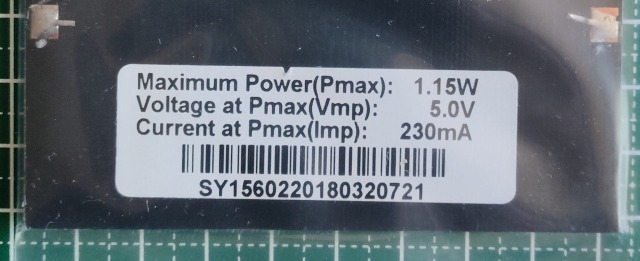 Maximum Power(Pmax): 1.15W
Voltage at Pmax(Vmp): 5.0V
Current at Pmax(Imp): 230mA
SY1560220180320721